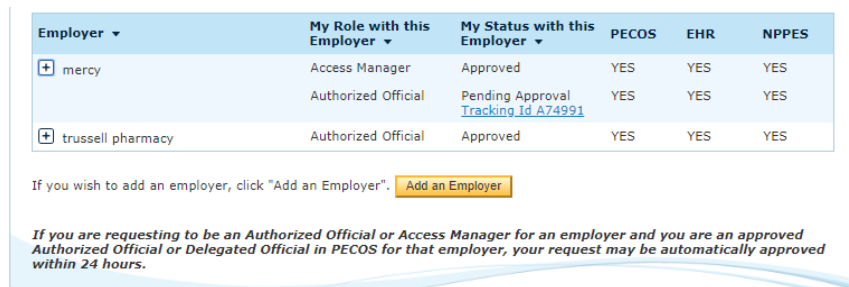 Employer ▼ My Role with this Employer ▼ My Status with this Employer ▼ PECOS EHR NPPES
mercy Access Manager Approved YES YES YES
Authorized Official Pending Approval YES YES YES
Tracking Id A74991
trussell pharmacy Authorized Official Approved YES YES YES
If you wish to add an employer, click "Add an Employer". Add an Employer
If you are requesting to be an Authorized Official or Access Manager for an employer and you are an approved
Authorized Official or Delegated Official in PECOS for that employer, your request may be automatically approved
within 24 hours.